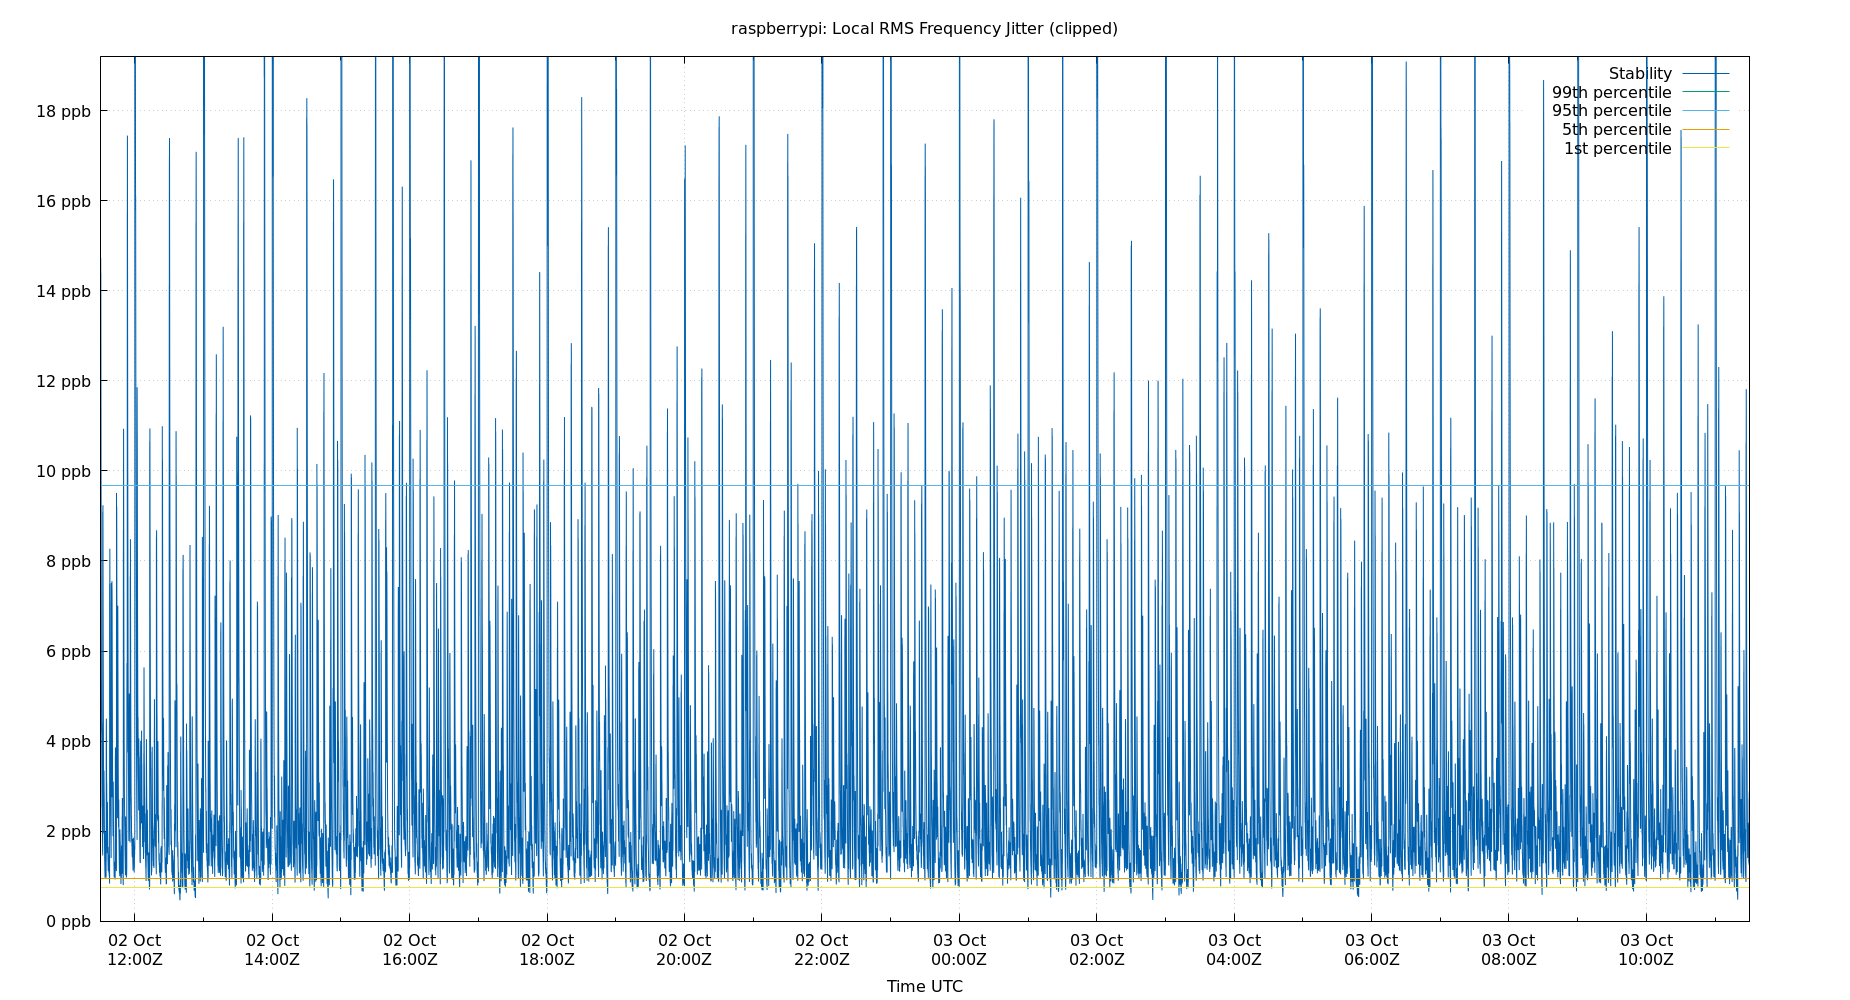 raspberrypi: Local RMS Frequency Jitter (clipped)
Stability
99th percentile
95th percentile
5th percentile
1st percentile
18 ppb
16 ppb
14 ppb
12 ppb
10 ppb
8 ppb
6 ppb
4 ppb
2 ppb
0 ppb
02 Oct 02 Oct 02 Oct 02 Oct 02 Oct 02 Oct 03 Oct 03 Oct 03 Oct 03 Oct 03 Oct 03 Oct
12:00Z 14:00Z 16:00Z 18:00Z 20:00Z 22:00Z 00:00Z 02:00Z 04:00Z 06:00Z 08:00Z 10:00Z
Time UTC